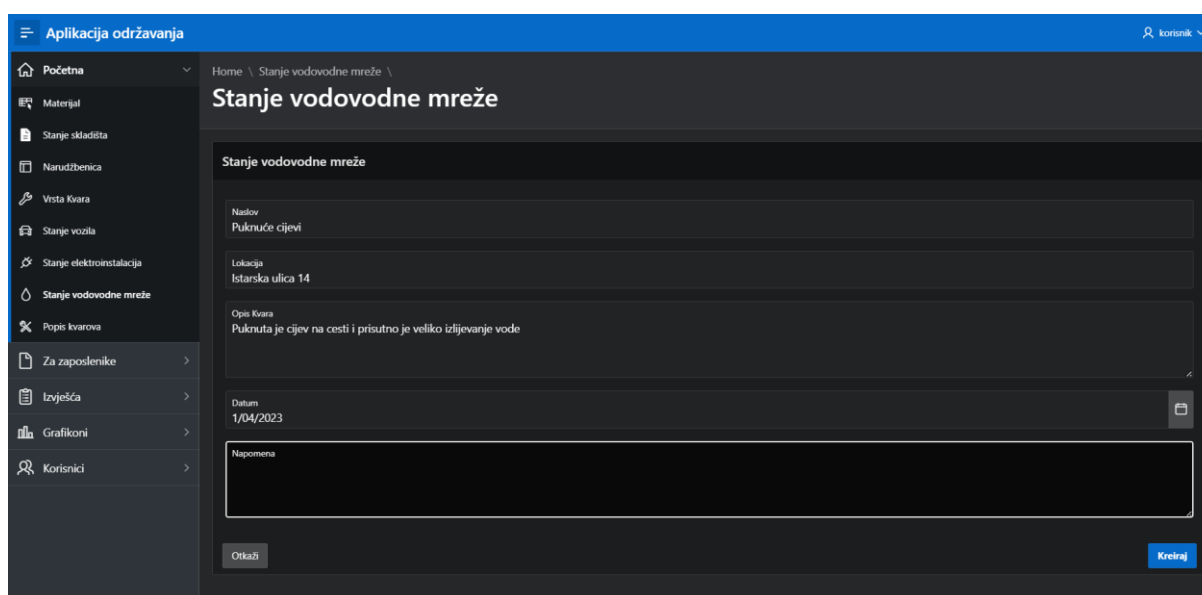 Aplikacija održavanja
korisnik
Početna
Materijal
Stanje skladišta
Narudžbenica
Vrsta Kvara
Stanje vozila
Stanje elektroinstalacija
Stanje vodovodne mreže
Popis kvarova
Za zaposlenike
Izvješća
Grafikoni
Korisnici
Home \ Stanje vodovodne mreže \
Stanje vodovodne mreže
Stanje vodovodne mreže
Naslov
Puknuće cijevi
Lokacija
Istarska ulica 14
Opis Kvara
Puknuta je cijev na cesti i prisutno je veliko izlijevanje vode
Datum
1/04/2023
Napomena
Otkaži
Kreiraj